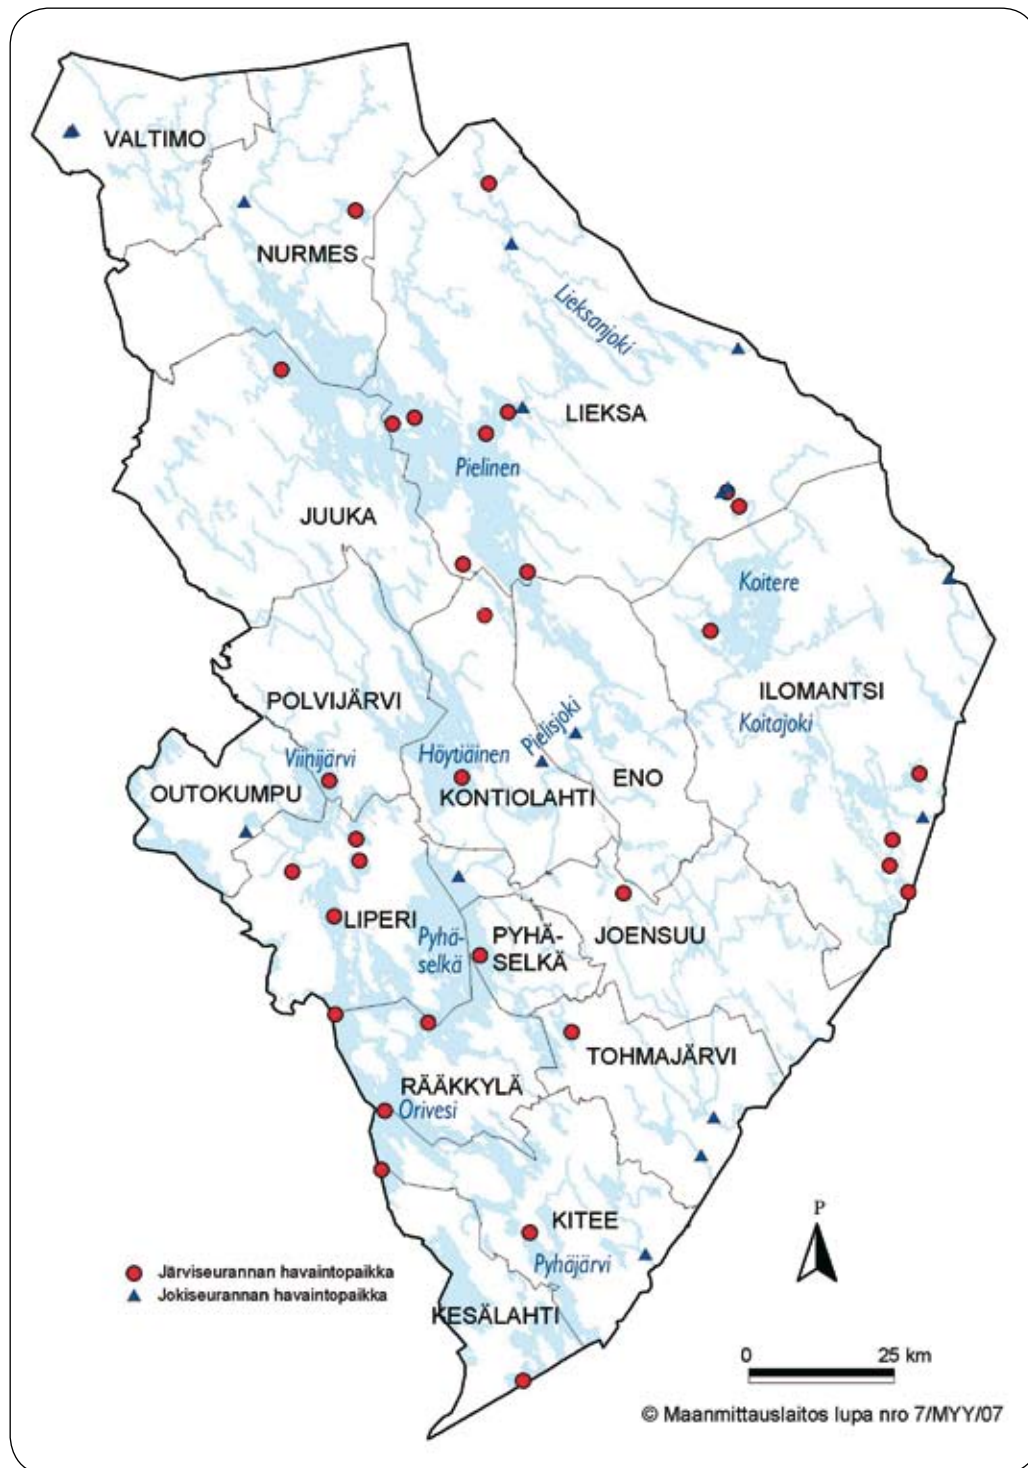 VALTIMO
NURMES
Lieksanjoki
LIEKSA
Pielinen
JUUKA
Koitere
ILOMANTSI
POLVIJÄRVI
Koitajoki
Pielisjoki
Viinijärvi
Höytiäinen
OUTOKUMPU
KONTIOLAHTI
ENO
LIPERI
Pyhä-
selkä
PYHÄ-
SELKÄ
JOENSUU
TOHMAJÄRVI
RÄÄKKYLÄ
Orivesi
KITEE
Pyhäjärvi
KESÄLAHTI
P
Järviseurannan havaintopaikka
Jokiseurannan havaintopaikka
0 25 km
© Maanmittauslaitos lupa nro 7/MYY/07